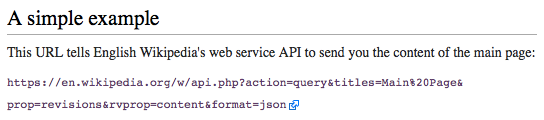 A simple example
This URL tells English Wikipedia's web service API to send you the content of the main page:
https://en.wikipedia.org/w/api.php?action=query&titles=Main%20Page&
prop=revisions&rvprop=content&format=json